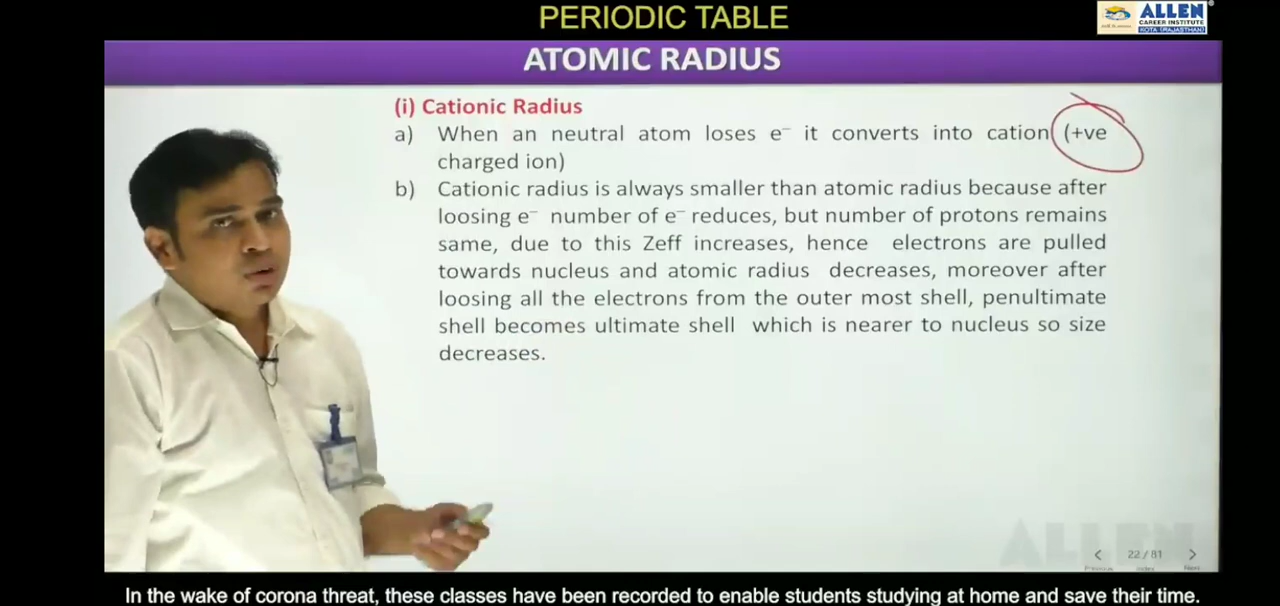 PERIODIC TABLE
ALLEN
CAREER INSTITUTE
KOTA (RAJASTHAN)
ATOMIC RADIUS
(i) Cationic Radius
a) When an neutral atom loses e⁻ it converts into cation (+ve
charged ion)
b) Cationic radius is always smaller than atomic radius because after
loosing e⁻ number of e⁻ reduces, but number of protons remains
same, due to this Zeff increases, hence electrons are pulled
towards nucleus and atomic radius decreases, moreover after
loosing all the electrons from the outer most shell, penultimate
shell becomes ultimate shell which is nearer to nucleus so size
decreases.
ALLEN
22 / 81
In the wake of corona threat, these classes have been recorded to enable students studying at home and save their time.